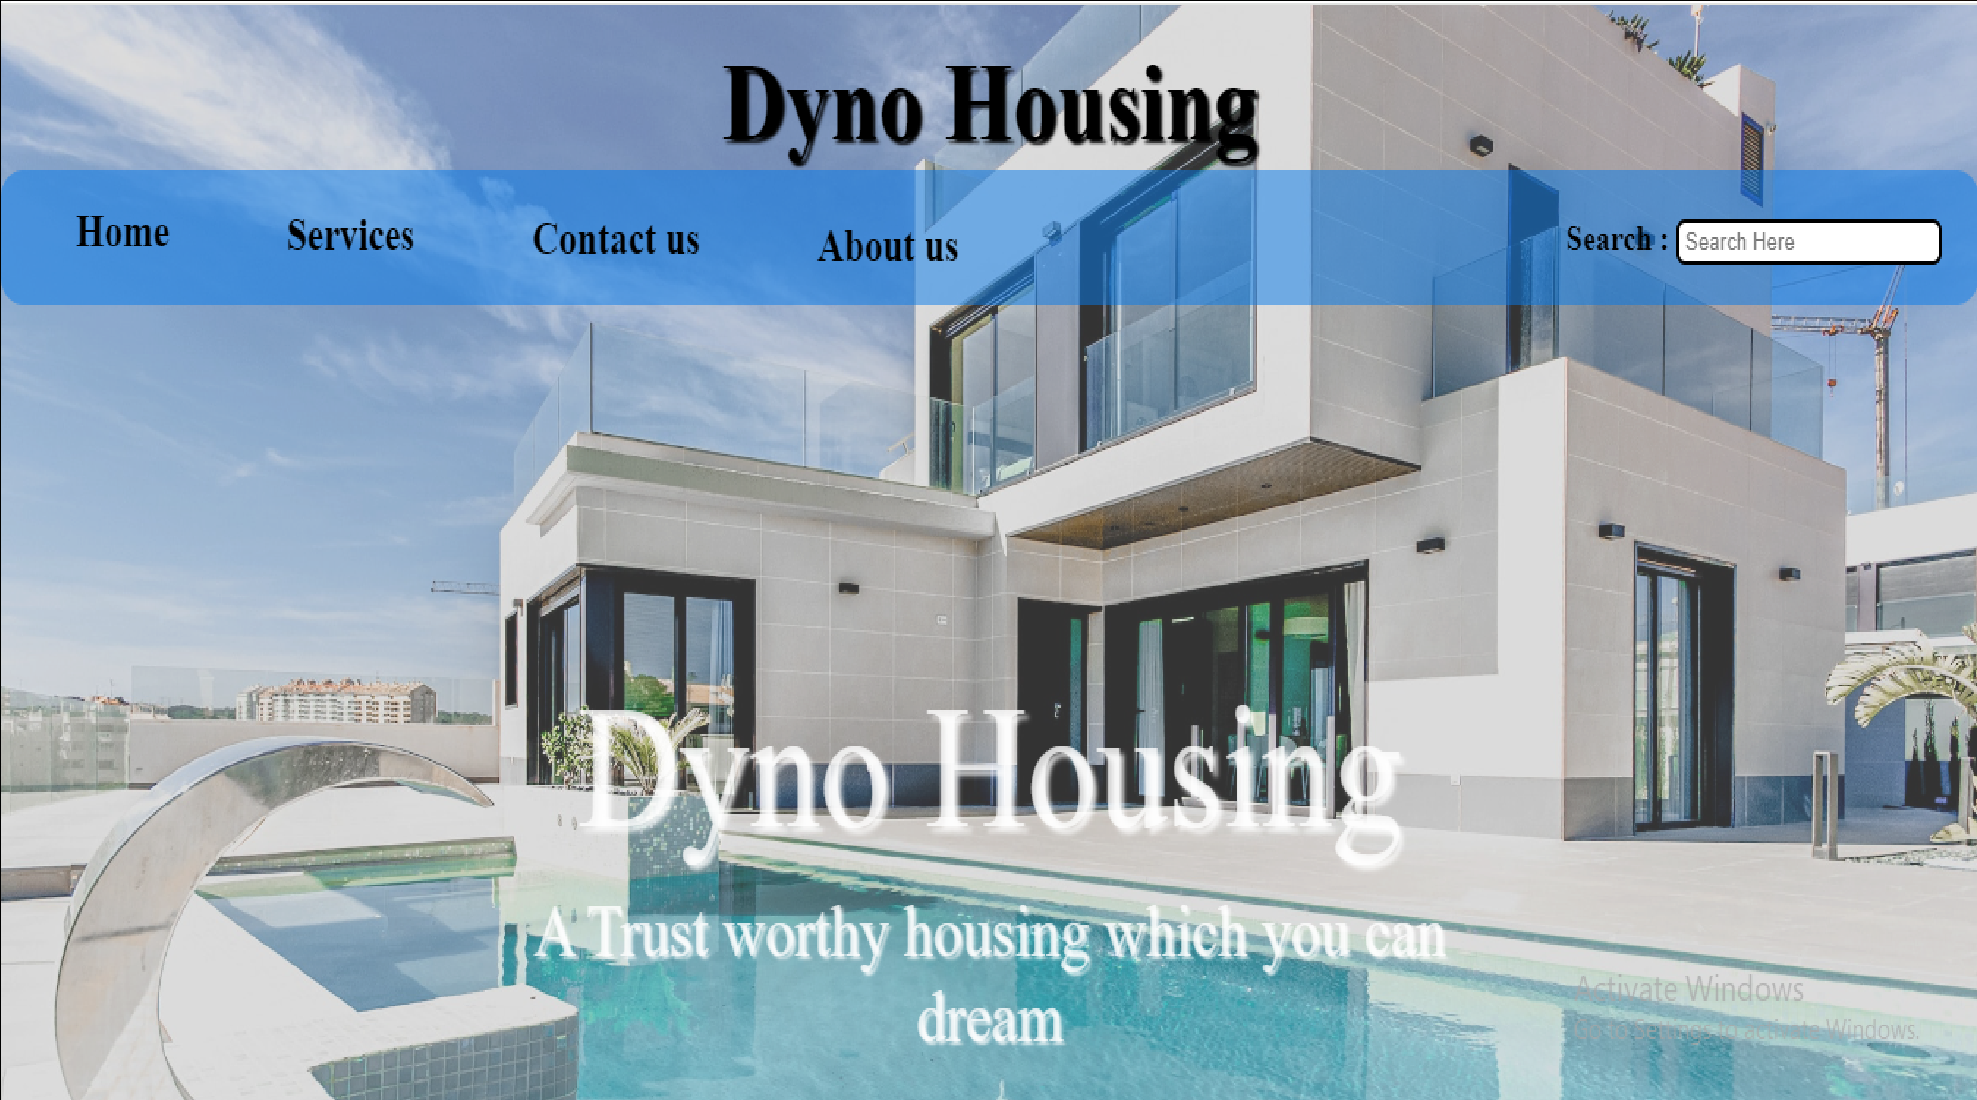 Dyno Housing
Home Services Contact us About us Search : Search Here
Dyno Housing
A Trust worthy housing which you can
dream
Activate Windows
Go to Settings to activate Windows.